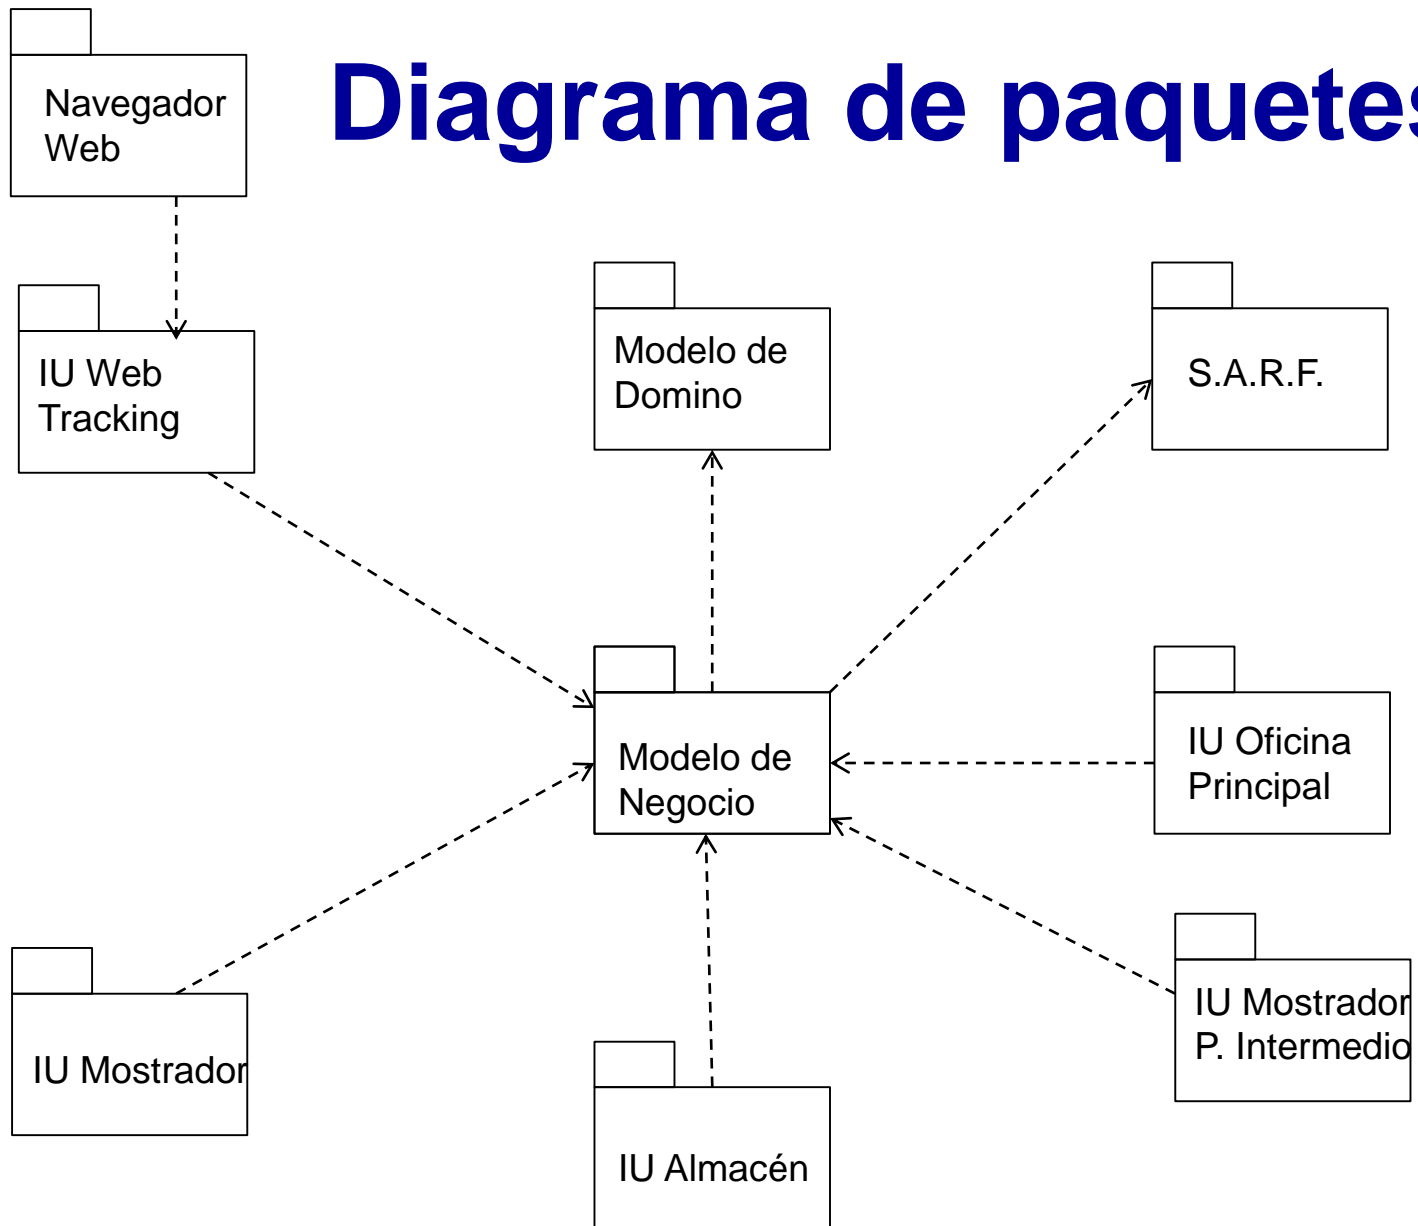 Diagrama de paquetes
Navegador
Web
IU Web
Tracking
Modelo de
Domino
S.A.R.F.
Modelo de
Negocio
IU Oficina
Principal
IU Mostrador
IU Almacén
IU Mostrador
P. Intermedio